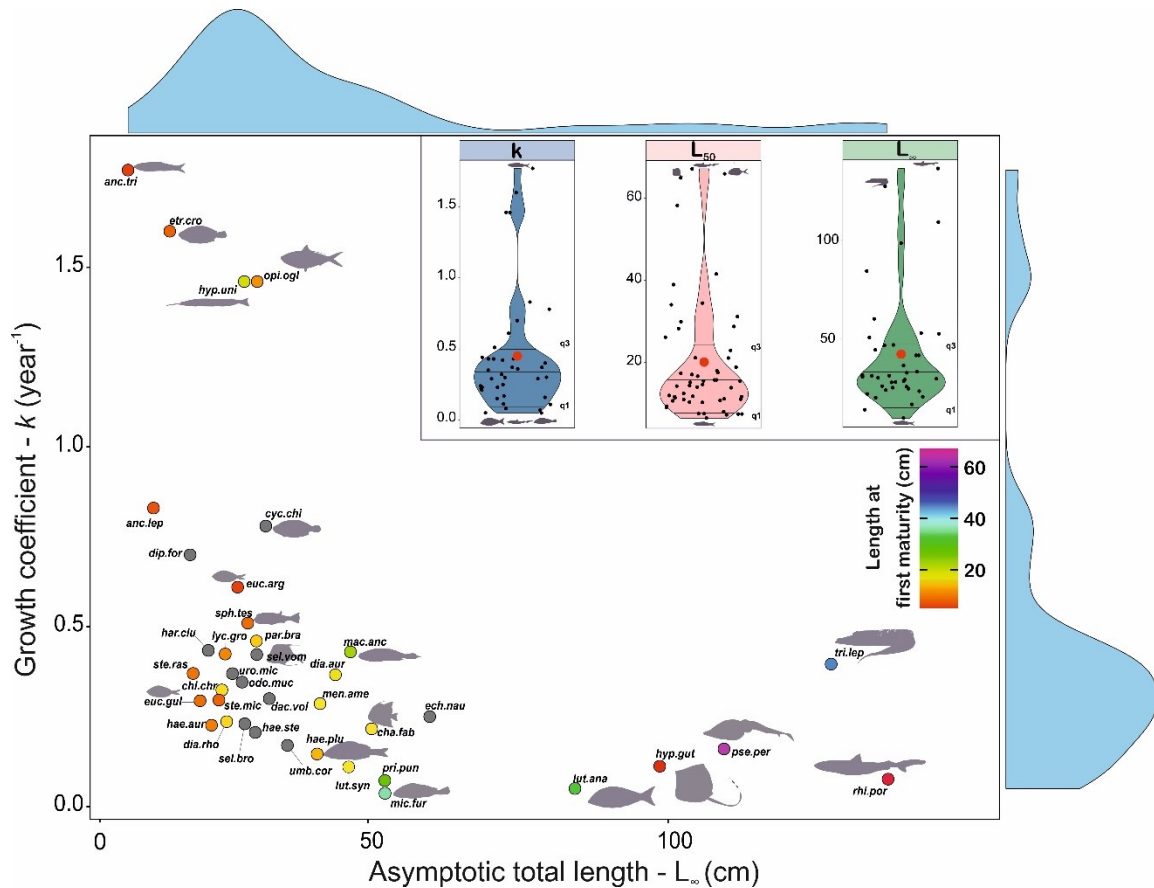 k
L50
L∞
1.5
1.0
0.5
0.0
q3
q1
60
40
20
q3
q1
100
50
q3
q1
anc.tri
etr.cro
opi.ogl
hyp.uni
anc.lep
cyc.chi
dip.for
euc.arg
sph.tes
har.clu
lyc.gro
par.bra
sel.vom
mac.anc
ste.ras
uro.mic
dia.aur
chl.chr
odo.muc
men.ame
euc.gul
ste.mic
dac.vol
ech.nau
hae.aur
hae.ste
cha.fab
dia.rho
sel.bro
hae.plu
umb.cor
lut.syn
pri.pun
mic.fur
lut.ana
hyp.gut
pse.per
tri.lep
rhi.por
Length at
first maturity (cm)
60
40
20
1.5
1.0
0.5
0.0
Growth coefficient - k (year-1)
0
50
100
Asymptotic total length - L∞ (cm)